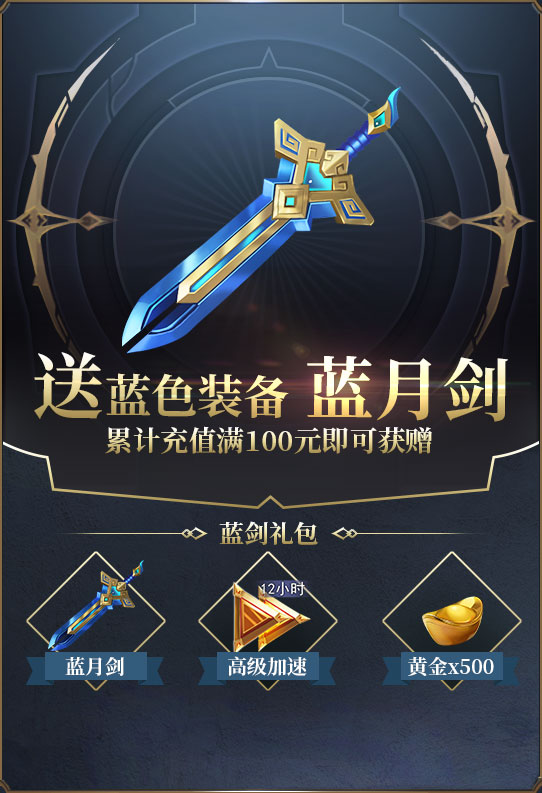 送蓝色装备 蓝月剑
累计充值满100元即可获赠
蓝剑礼包
12小时
蓝月剑
高级加速
黄金x500